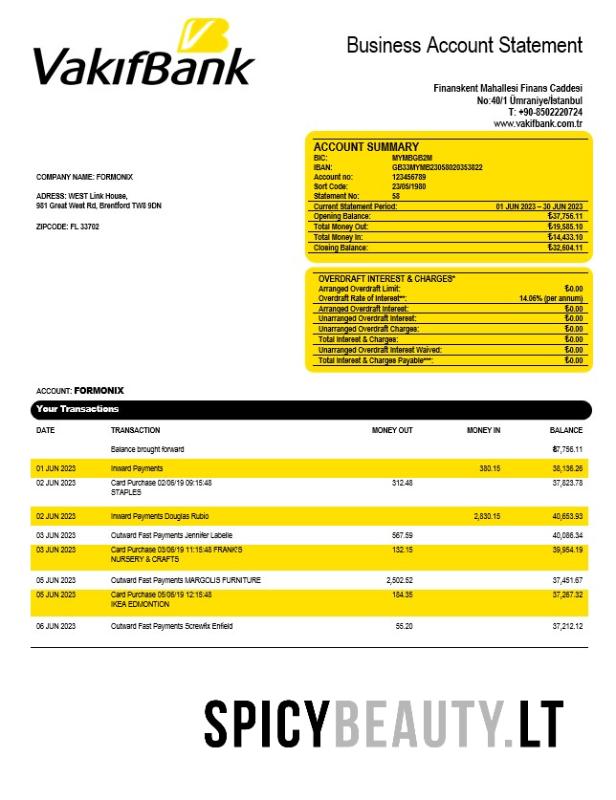 VakıfBank
Business Account Statement
Finanskent Mahallesi Finans Caddesi
No:40/1 Ümraniye/İstanbul
T: +90-8502220724
www.vakifbank.com.tr
ACCOUNT SUMMARY
BIC: MYMBGB2M
IBAN: GB33MYMB23058020353822
Account no: 123456789
Sort Code: 23/05/1980
Statement No: 58
Current Statement Period: 01 JUN 2023 – 30 JUN 2023
Opening Balance: ₺37,756.11
Total Money Out: ₺19,585.10
Total Money In: ₺14,433.10
Closing Balance: ₺32,604.11
COMPANY NAME: FORMONIX
ADRESS: WEST Link House,
981 Great West Rd, Brentford TW8 9DN
ZIPCODE: FL 33702
OVERDRAFT INTEREST & CHARGES*
Arranged Overdraft Limit: ₺0.00
Overdraft Rate of Interest**: 14.06% (per annum)
Arranged Overdraft Interest: ₺0.00
Unarranged Overdraft Interest: ₺0.00
Unarranged Overdraft Charges: ₺0.00
Total Interest & Charges: ₺0.00
Unarranged Overdraft Interest Waived: ₺0.00
Total Interest & Charges Payable***: ₺0.00
ACCOUNT: FORMONIX
Your Transactions
DATE TRANSACTION MONEY OUT MONEY IN BALANCE
Balance brought forward ₺7,756.11
01 JUN 2023 Inward Payments 380.15 38,136.26
02 JUN 2023 Card Purchase 02/06/19 09:15:48 312.48 37,823.78
STAPLES
02 JUN 2023 Inward Payments Douglas Rubio 2,830.15 40,653.93
03 JUN 2023 Outward Fast Payments Jennifer Labelle 567.59 40,086.34
03 JUN 2023 Card Purchase 03/06/19 11:15:48 FRANK'S 132.15 39,954.19
NURSERY & CRAFTS
05 JUN 2023 Outward Fast Payments MARGOLIS FURNITURE 2,502.52 37,451.67
05 JUN 2023 Card Purchase 05/06/19 12:15:48 184.35 37,267.32
IKEA EDMONTION
06 JUN 2023 Outward Fast Payments Screwfix Enfield 55.20 37,212.12
SPICYBEAUTY.LT